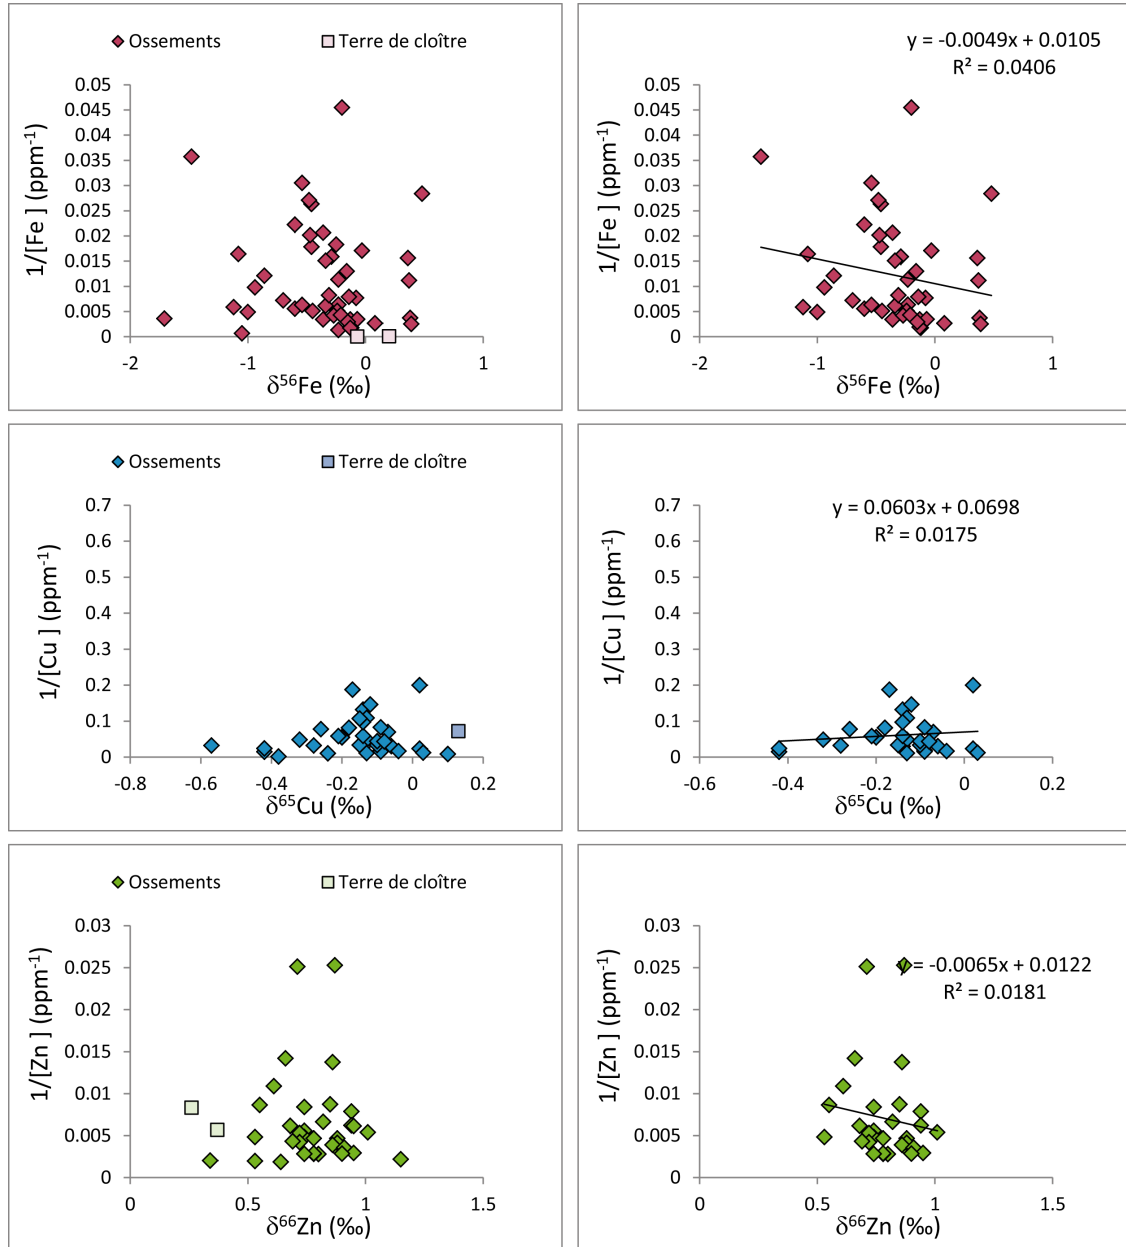 Ossements Terre de cloître
0.05
0.045
0.04
0.035
0.03
0.025
0.02
0.015
0.01
0.005
0
-2 -1 0 1
1/[Fe ] (ppm⁻¹)
δ⁵⁶Fe (‰)
y = -0.0049x + 0.0105
R² = 0.0406
0.05
0.045
0.04
0.035
0.03
0.025
0.02
0.015
0.01
0.005
0
-2 -1 0 1
1/[Fe ] (ppm⁻¹)
δ⁵⁶Fe (‰)
Ossements Terre de cloître
0.7
0.6
0.5
0.4
0.3
0.2
0.1
0
-0.8 -0.6 -0.4 -0.2 0 0.2
1/[Cu ] (ppm⁻¹)
δ⁶⁵Cu (‰)
y = 0.0603x + 0.0698
R² = 0.0175
0.7
0.6
0.5
0.4
0.3
0.2
0.1
0
-0.6 -0.4 -0.2 0 0.2
1/[Cu ] (ppm⁻¹)
δ⁶⁵Cu (‰)
Ossements Terre de cloître
0.03
0.025
0.02
0.015
0.01
0.005
0
0 0.5 1 1.5
1/[Zn ] (ppm⁻¹)
δ⁶⁶Zn (‰)
y = -0.0065x + 0.0122
R² = 0.0181
0.03
0.025
0.02
0.015
0.01
0.005
0
0 0.5 1 1.5
1/[Zn ] (ppm⁻¹)
δ⁶⁶Zn (‰)